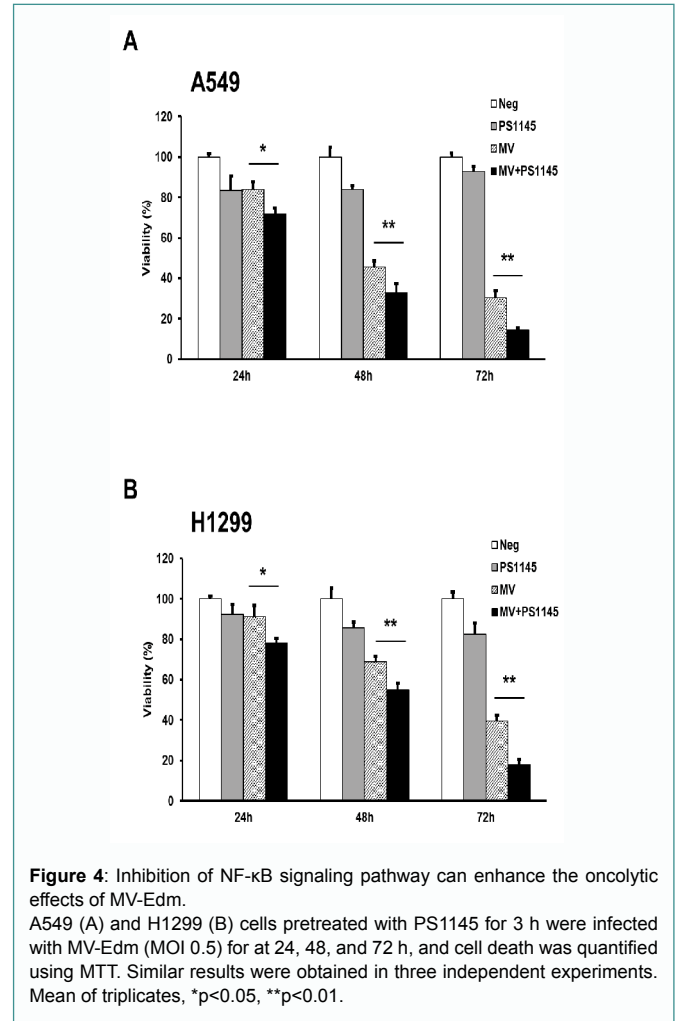 A
A549
Neg
PS1145
MV
MV+PS1145
Viability (%)
120
100
80
60
40
20
0
*
**
**
24h
48h
72h
B
H1299
Neg
PS1145
MV
MV+PS1145
Viability (%)
120
100
80
60
40
20
0
*
**
**
24h
48h
72h
Figure 4: Inhibition of NF-κB signaling pathway can enhance the oncolytic
effects of MV-Edm.
A549 (A) and H1299 (B) cells pretreated with PS1145 for 3 h were infected
with MV-Edm (MOI 0.5) for at 24, 48, and 72 h, and cell death was quantified
using MTT. Similar results were obtained in three independent experiments.
Mean of triplicates, *p<0.05, **p<0.01.